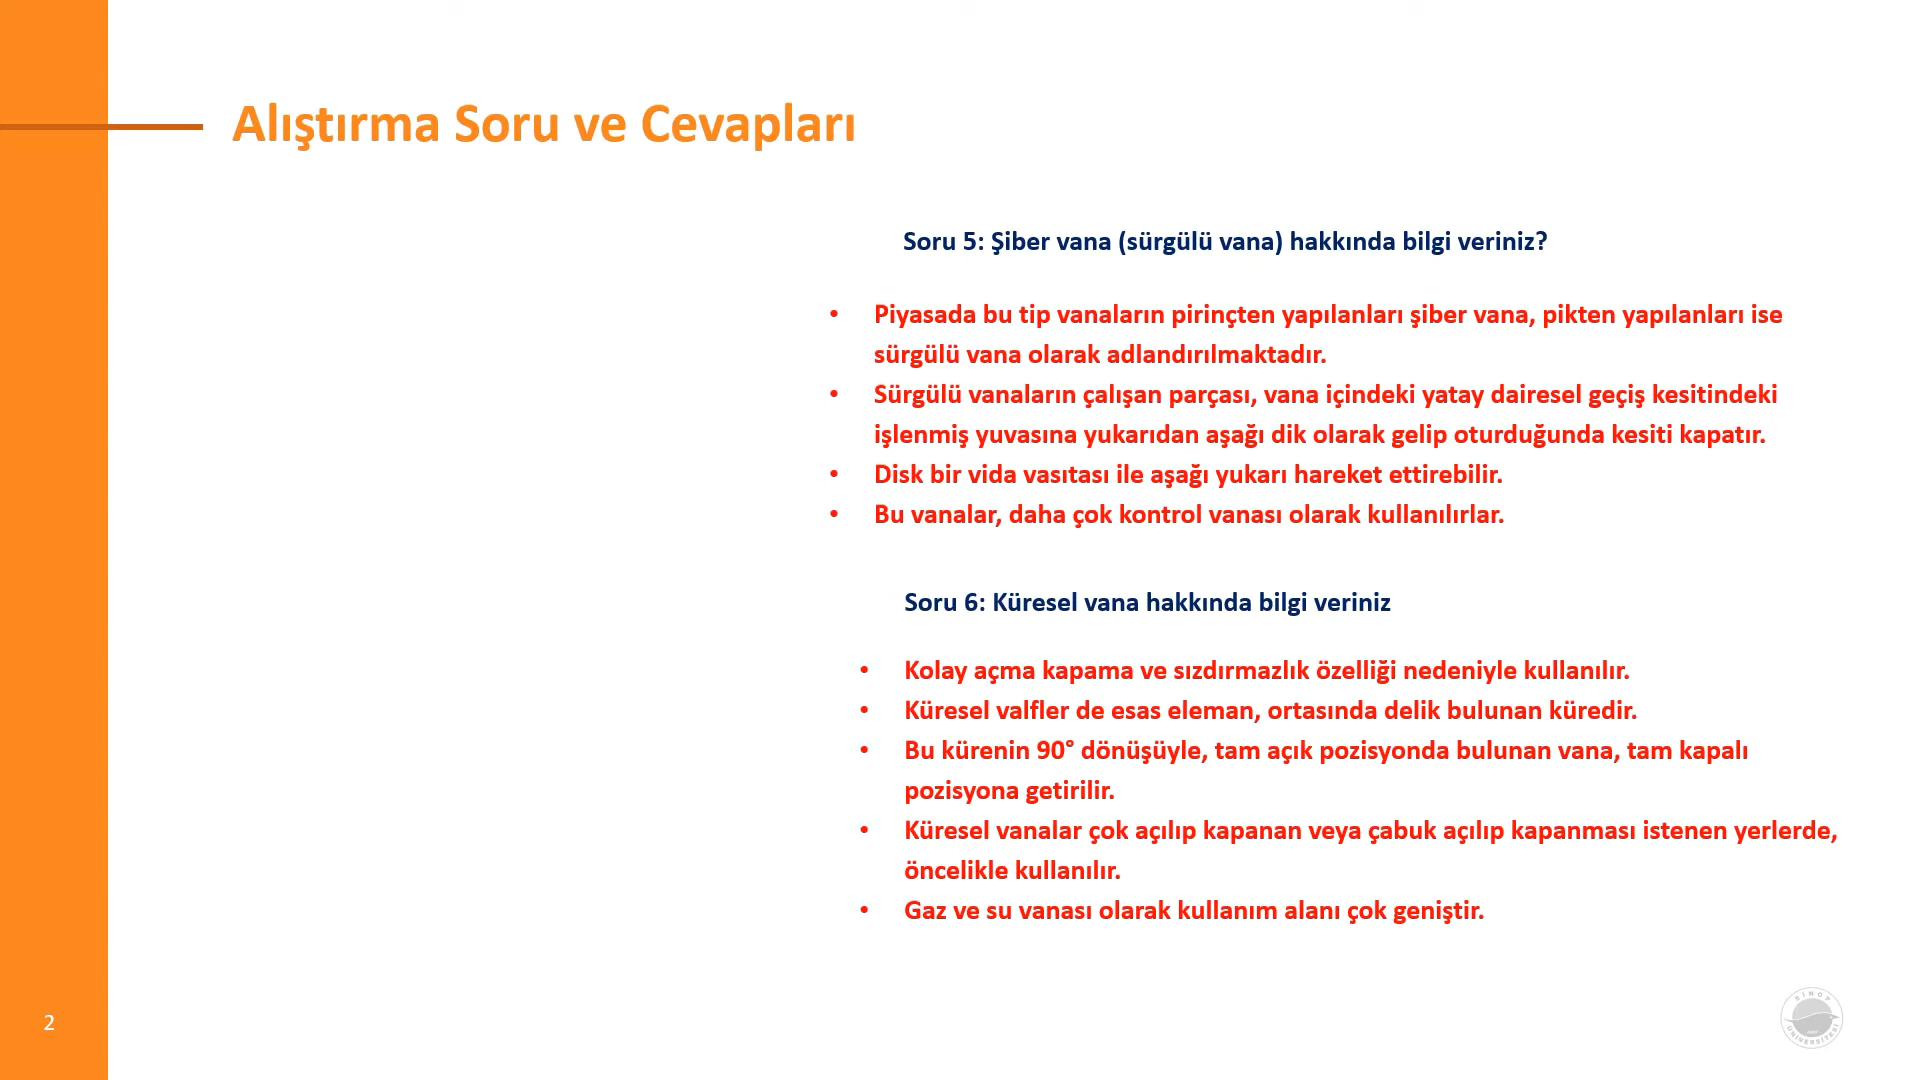 Alıştırma Soru ve Cevapları
Soru 5: Şiber vana (sürgülü vana) hakkında bilgi veriniz?
• Piyasada bu tip vanaların pirinçten yapılanları şiber vana, pikten yapılanları ise
sürgülü vana olarak adlandırılmaktadır.
• Sürgülü vanaların çalışan parçası, vana içindeki yatay dairesel geçiş kesitindeki
işlenmiş yuvasına yukarıdan aşağı dik olarak gelip oturduğunda kesiti kapatır.
• Disk bir vida vasıtası ile aşağı yukarı hareket ettirebilir.
• Bu vanalar, daha çok kontrol vanası olarak kullanılırlar.
Soru 6: Küresel vana hakkında bilgi veriniz
• Kolay açma kapama ve sızdırmazlık özelliği nedeniyle kullanılır.
• Küresel valfler de esas eleman, ortasında delik bulunan küredir.
• Bu kürenin 90° dönüşüyle, tam açık pozisyonda bulunan vana, tam kapalı
pozisyona getirilir.
• Küresel vanalar çok açılıp kapanan veya çabuk açılıp kapanması istenen yerlerde,
öncelikle kullanılır.
• Gaz ve su vanası olarak kullanım alanı çok geniştir.
2
SİNOP
ÜNİVERSİTESİ